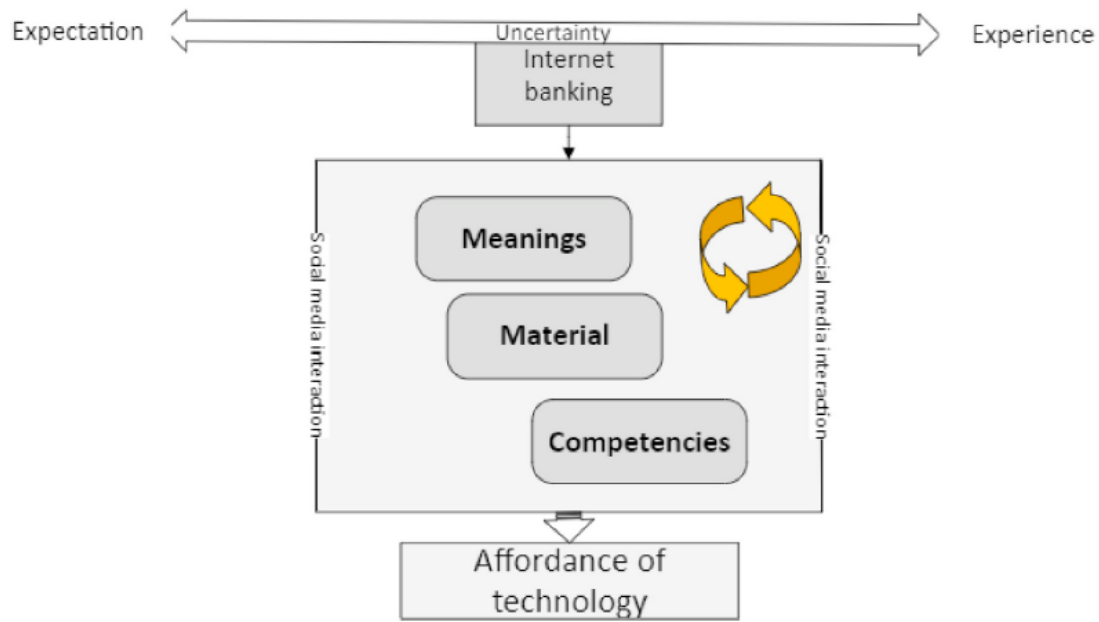 Expectation
Uncertainty
Experience
Internet
banking
Social media interaction
Meanings
Material
Competencies
Social media interaction
Affordance of
technology